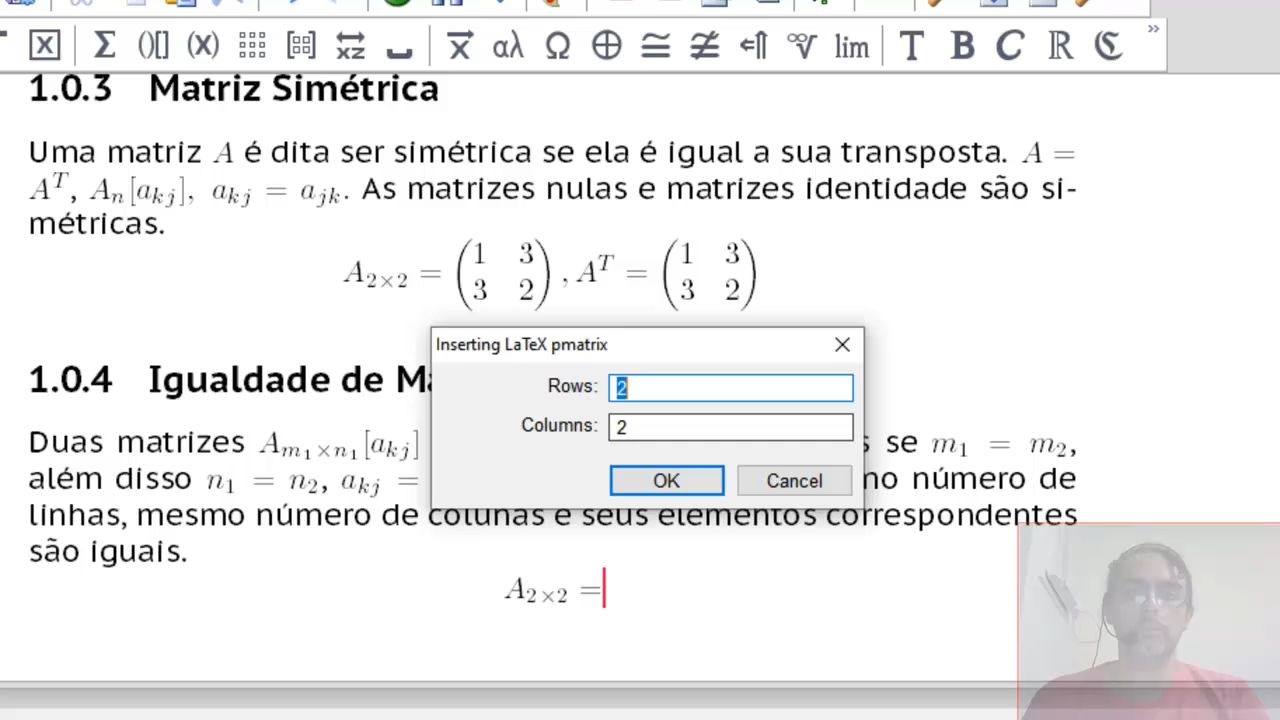 X Σ ()[] (x) xz x αλ Ω ⊕ ≅ ≇ lim T B C ℝ ℭ »
1.0.3 Matriz Simétrica
Uma matriz A é dita ser simétrica se ela é igual a sua transposta. A =
A^T, A_n[a_{kj}], a_{kj} = a_{jk}. As matrizes nulas e matrizes identidade são si-
métricas.
A_{2×2} = (1 3
3 2), A^T = (1 3
3 2)
Inserting LaTeX pmatrix
Rows: 2
Columns: 2
OK Cancel
1.0.4 Igualdade de M
Duas matrizes A_{m_1×n_1}[a_{kj}] s se m_1 = m_2,
além disso n_1 = n_2, a_{kj} = no número de
linhas, mesmo número de colunas e seus elementos correspondentes
são iguais.
A_{2×2} =